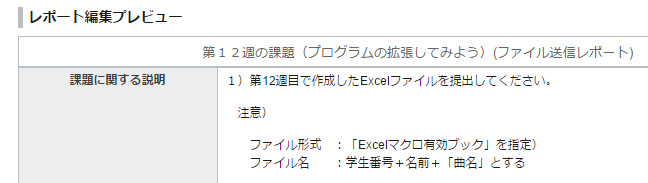 レポート編集プレビュー
第１２週の課題（プログラムの拡張してみよう）(ファイル送信レポート)
課題に関する説明
１）第12週目で作成したExcelファイルを提出してください。
注意）
ファイル形式　：「Excelマクロ有効ブック」を指定）
ファイル名　　：学生番号＋名前＋「曲名」とする